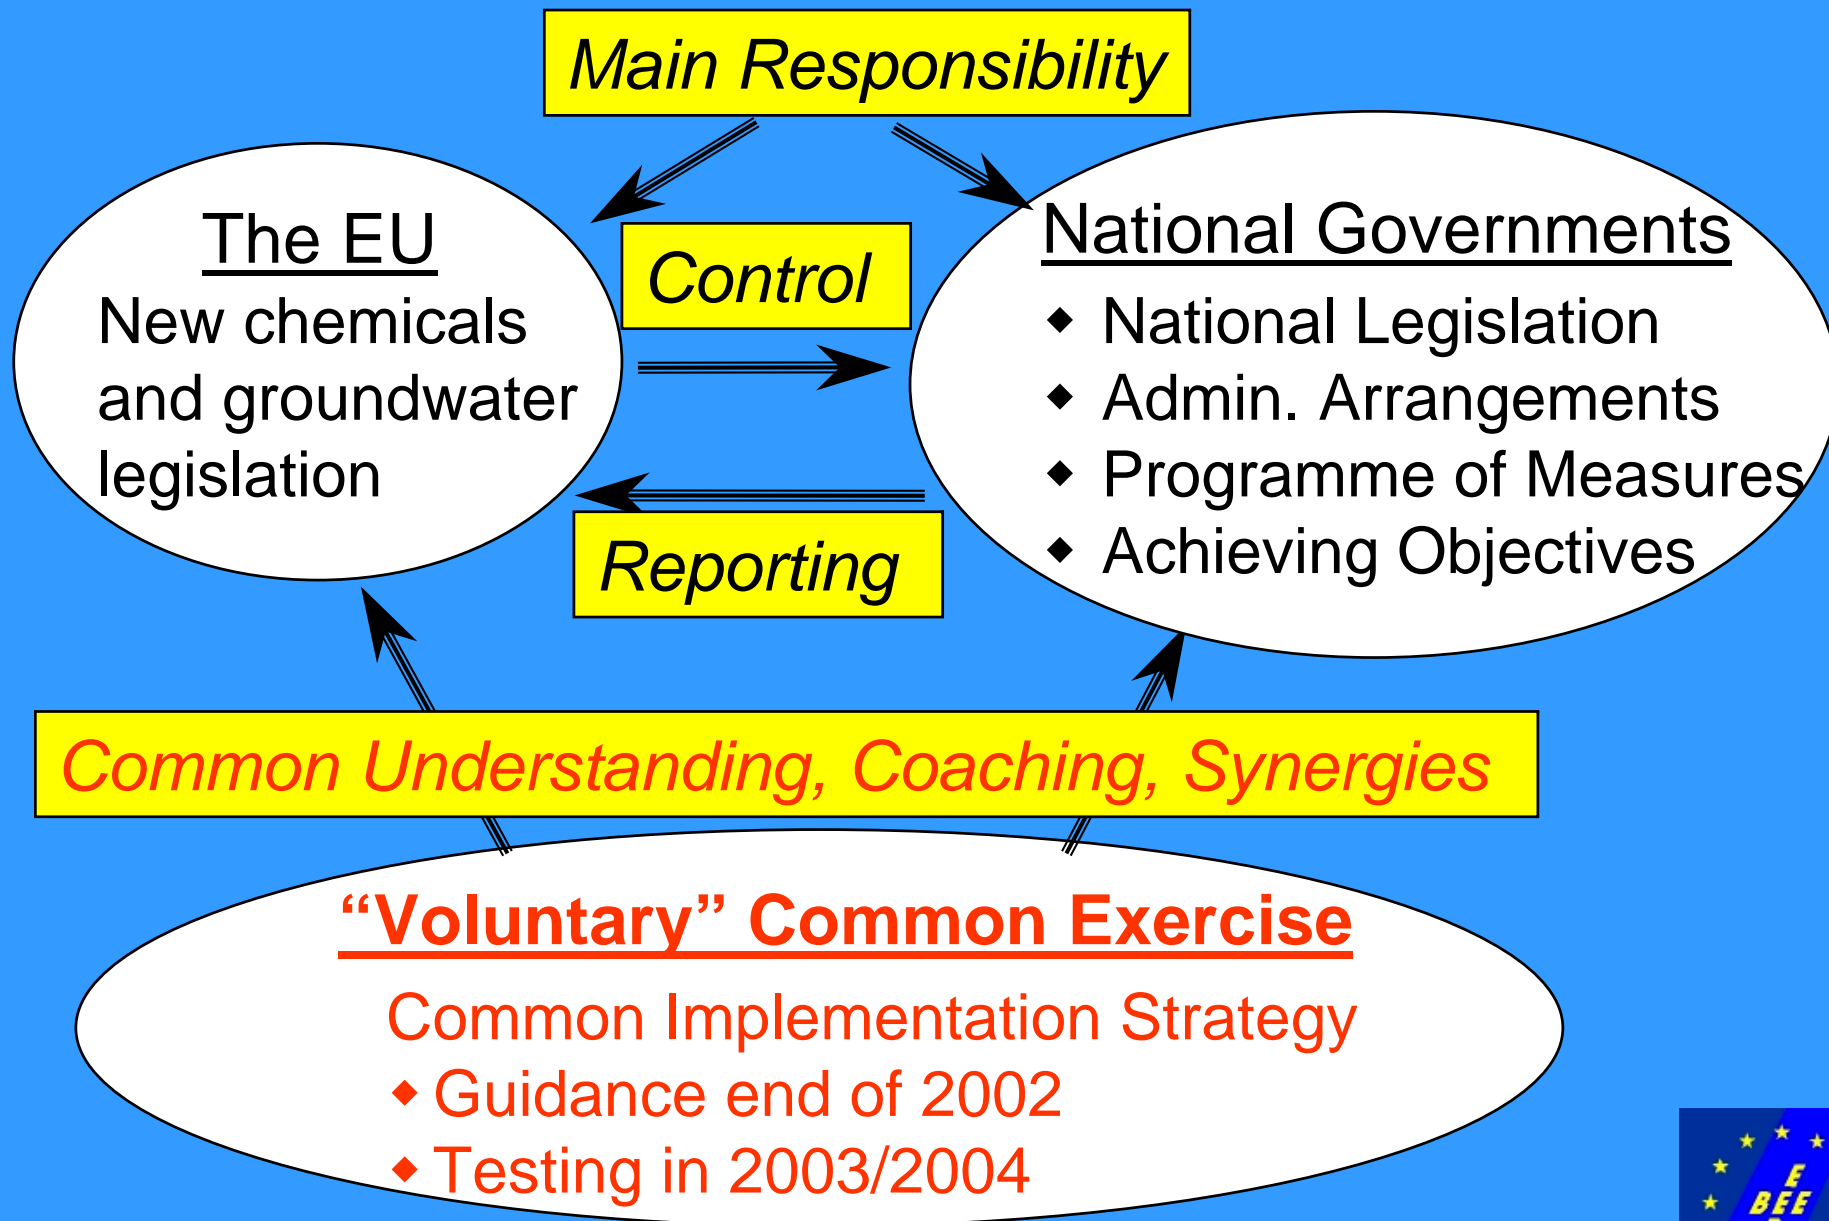 Main Responsibility
The EU
New chemicals
and groundwater
legislation
Control
Reporting
National Governments
◆ National Legislation
◆ Admin. Arrangements
◆ Programme of Measures
◆ Achieving Objectives
Common Understanding, Coaching, Synergies
“Voluntary” Common Exercise
Common Implementation Strategy
◆ Guidance end of 2002
◆ Testing in 2003/2004
E
BEE